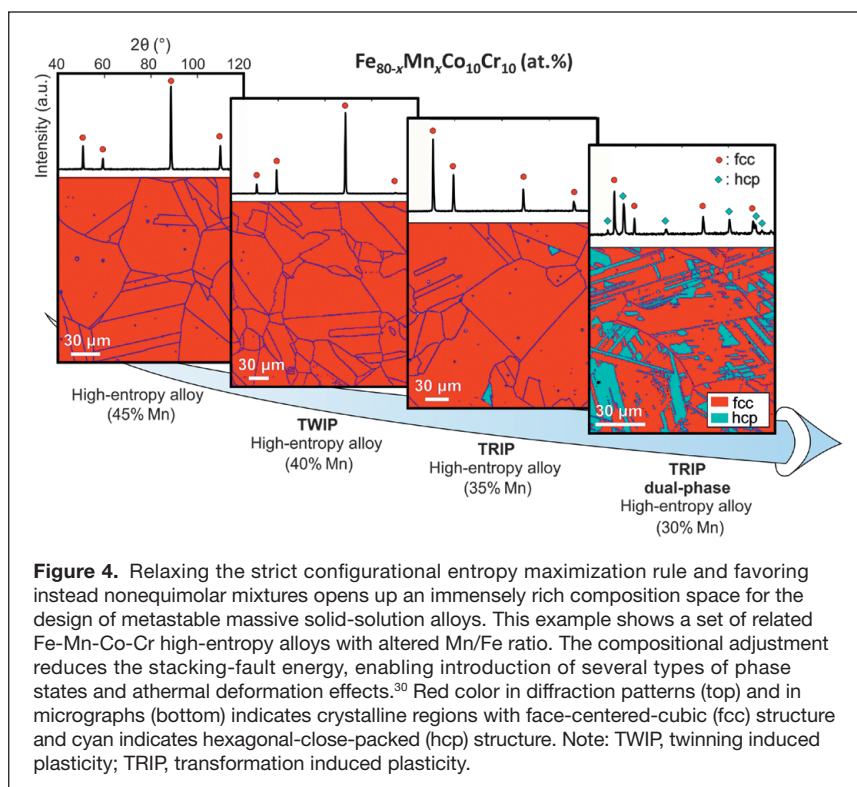 2θ (°)
40 60 80 100 120
Fe80-xMnxCo10Cr10 (at.%)
Intensity (a.u.)
: fcc
: hcp
30 µm
30 µm
30 µm
30 µm
fcc
hcp
High-entropy alloy
(45% Mn)
TWIP
High-entropy alloy
(40% Mn)
TRIP
High-entropy alloy
(35% Mn)
TRIP
dual-phase
High-entropy alloy
(30% Mn)
Figure 4. Relaxing the strict configurational entropy maximization rule and favoring
instead nonequimolar mixtures opens up an immensely rich composition space for the
design of metastable massive solid-solution alloys. This example shows a set of related
Fe-Mn-Co-Cr high-entropy alloys with altered Mn/Fe ratio. The compositional adjustment
reduces the stacking-fault energy, enabling introduction of several types of phase
states and athermal deformation effects.³⁰ Red color in diffraction patterns (top) and in
micrographs (bottom) indicates crystalline regions with face-centered-cubic (fcc) structure
and cyan indicates hexagonal-close-packed (hcp) structure. Note: TWIP, twinning induced
plasticity; TRIP, transformation induced plasticity.